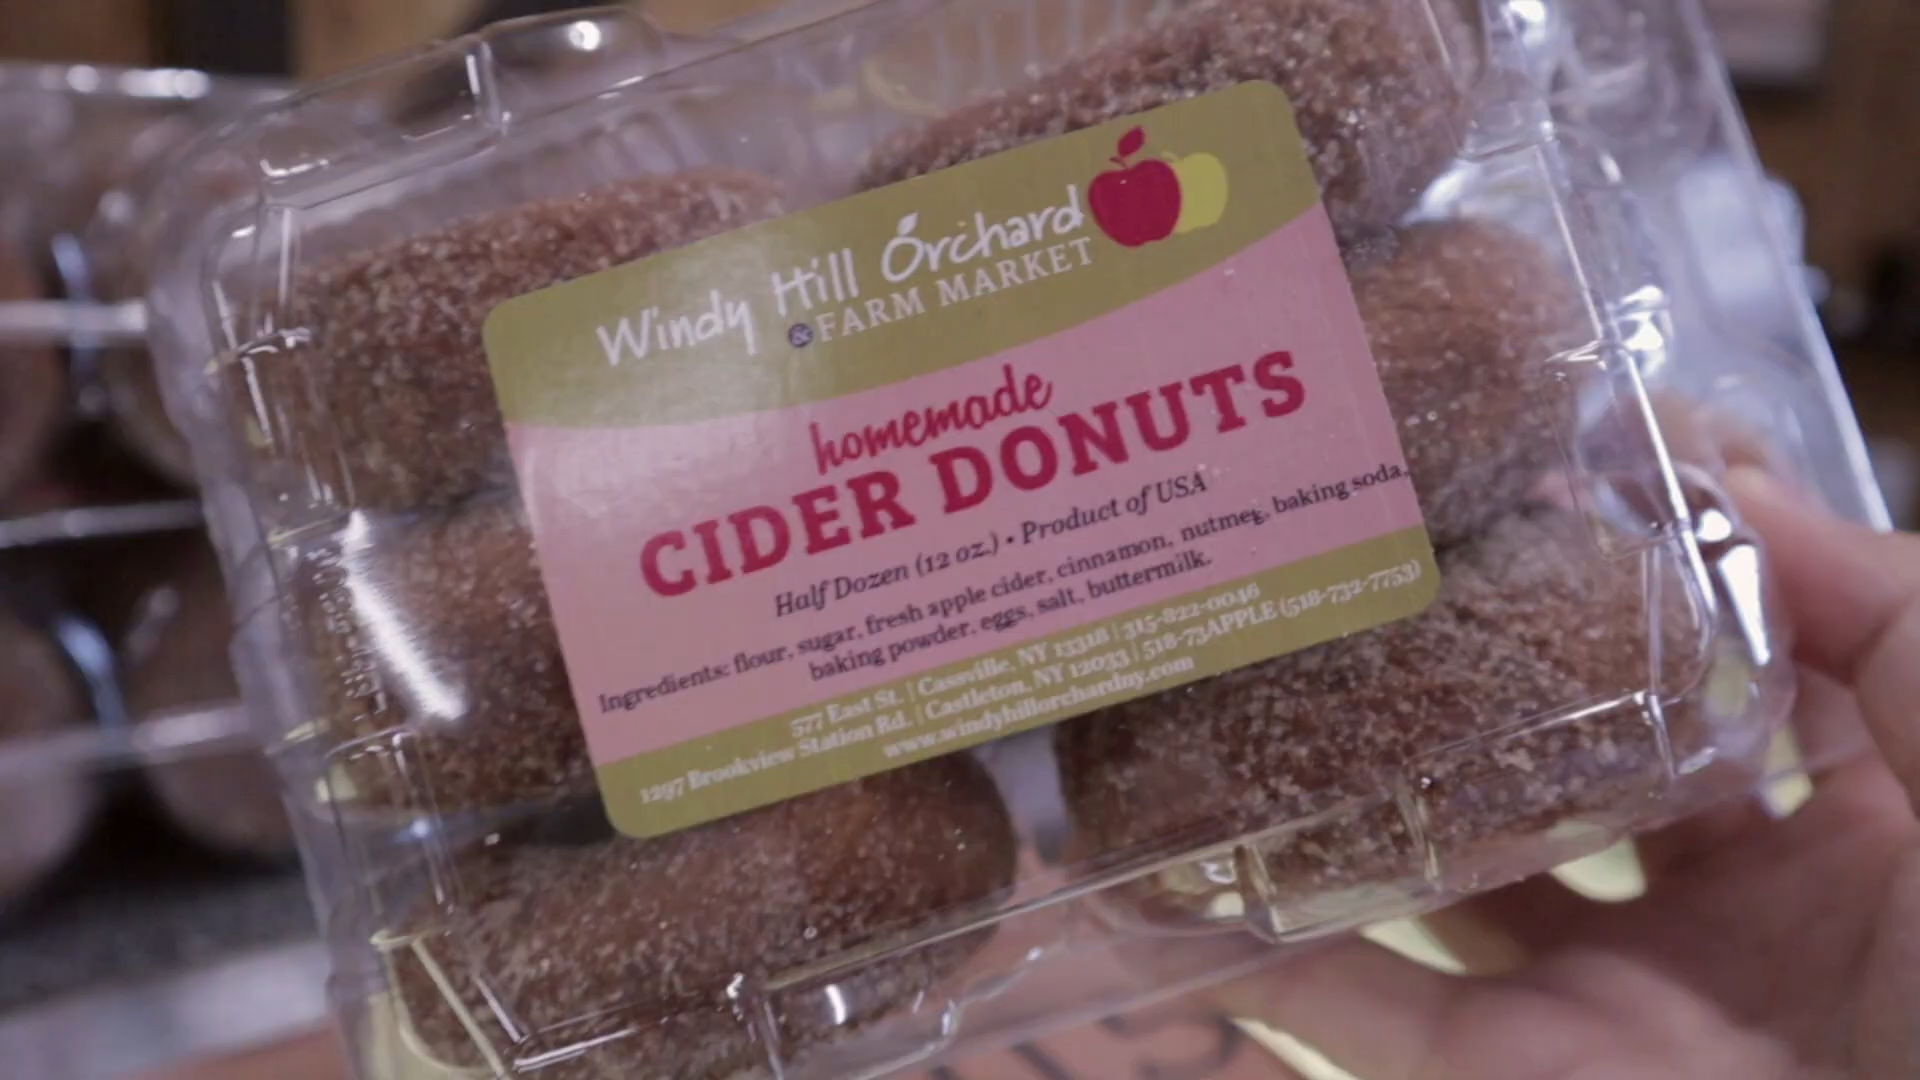 Windy Hill Orchard
& FARM MARKET
homemade
CIDER DONUTS
Half Dozen (12 oz.) • Product of USA
Ingredients: flour, sugar, fresh apple cider, cinnamon, nutmeg, baking soda,
baking powder, eggs, salt, buttermilk.
577 East St. | Cassville, NY 13318 | 315-822-0046
1297 Brookview Station Rd. | Castleton, NY 12033 | 518-73APPLE (518-732-7753)
www.windyhillorchardny.com